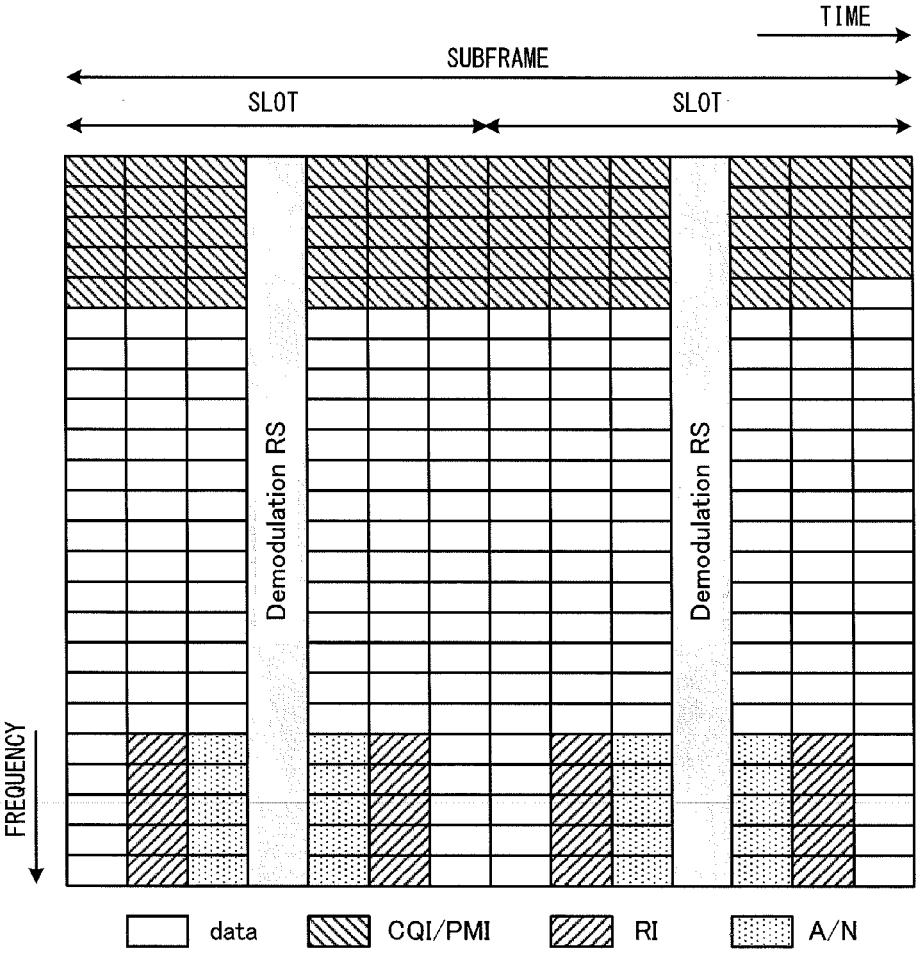 TIME
SUBFRAME
SLOT
SLOT
Demodulation RS
Demodulation RS
FREQUENCY
data
CQI/PMI
RI
A/N